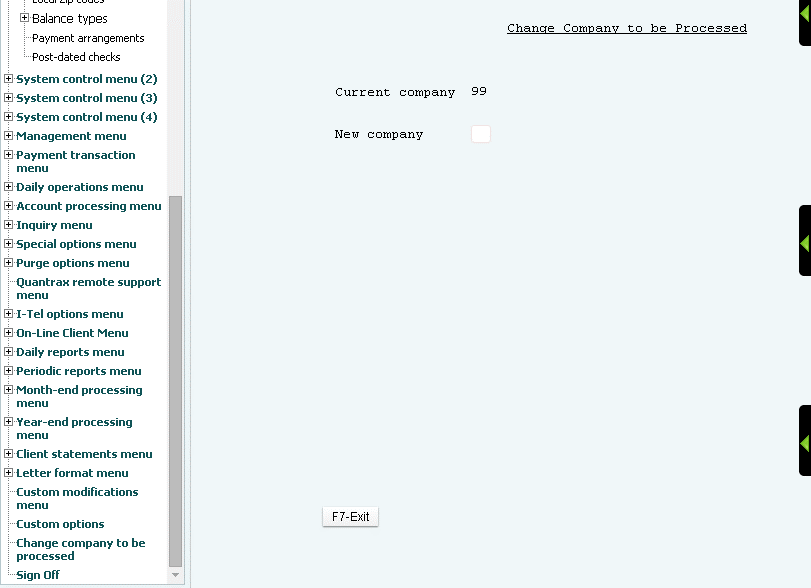 Local zip codes
Balance types
Payment arrangements
Post-dated checks
System control menu (2)
System control menu (3)
System control menu (4)
Management menu
Payment transaction
menu
Daily operations menu
Account processing menu
Inquiry menu
Special options menu
Purge options menu
Quantrax remote support
menu
I-Tel options menu
On-Line Client Menu
Daily reports menu
Periodic reports menu
Month-end processing
menu
Year-end processing
menu
Client statements menu
Letter format menu
Custom modifications
menu
Custom options
Change company to be
processed
Sign Off
Change Company to be Processed
Current company 99
New company
F7-Exit